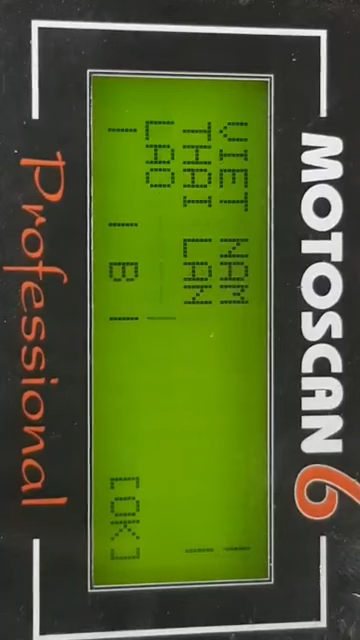 MOTOSCAN 6
VIET NAM
THAI LAN
LAO
| | B | [OK]
Professional